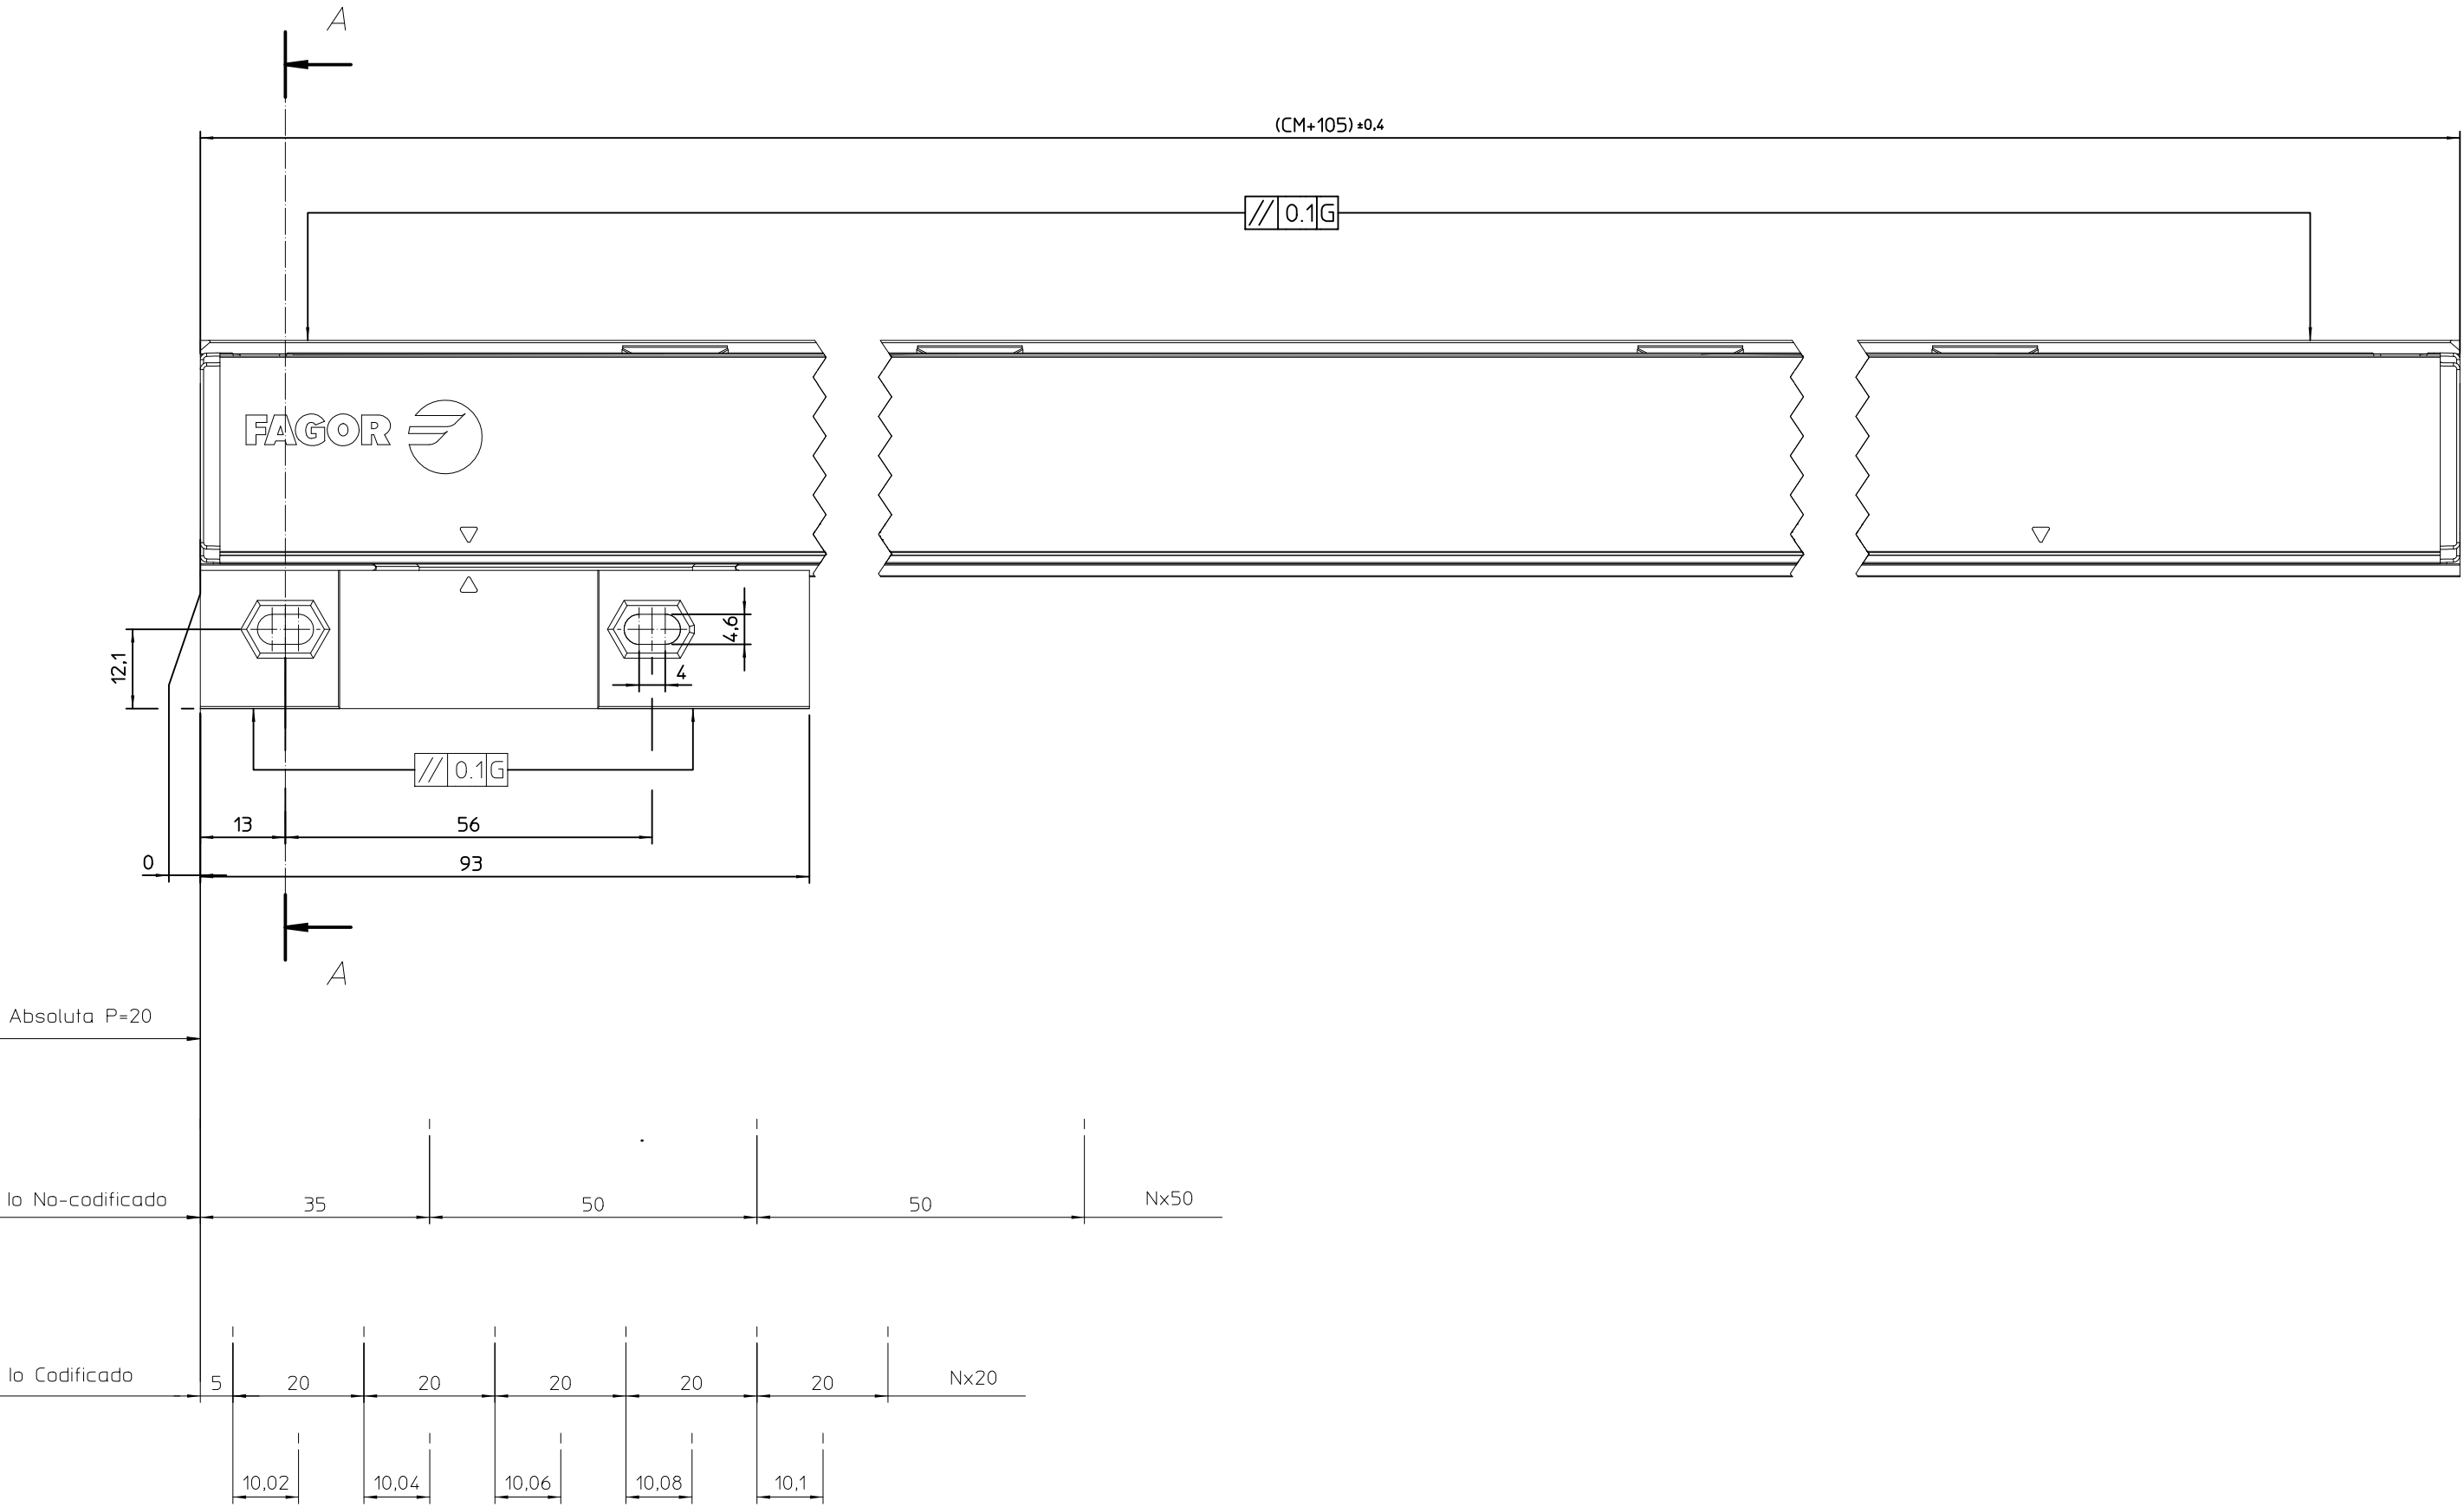 A
(CM+105) ±0,4
// 0.1 G
FAGOR
4,6
12,1
4
// 0.1 G
13
56
0
93
A
Absoluta P=20
Io No-codificado
35
50
50
Nx50
Io Codificado
5
20
20
20
20
20
Nx20
10,02
10,04
10,06
10,08
10,1